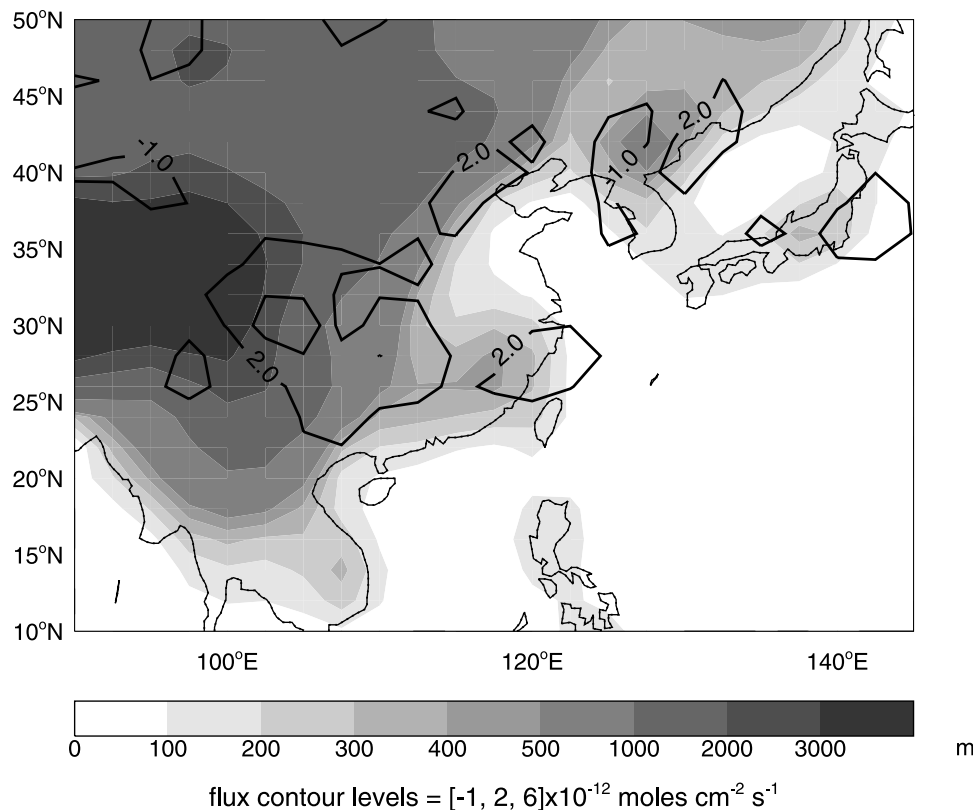 50°N
45°N
40°N
35°N
30°N
25°N
20°N
15°N
10°N
-1.0
2.0
-1.0
2.0
2.0
2.0
100°E 120°E 140°E
0 100 200 300 400 500 1000 2000 3000 m
flux contour levels = [-1, 2, 6]x10⁻¹² moles cm⁻² s⁻¹